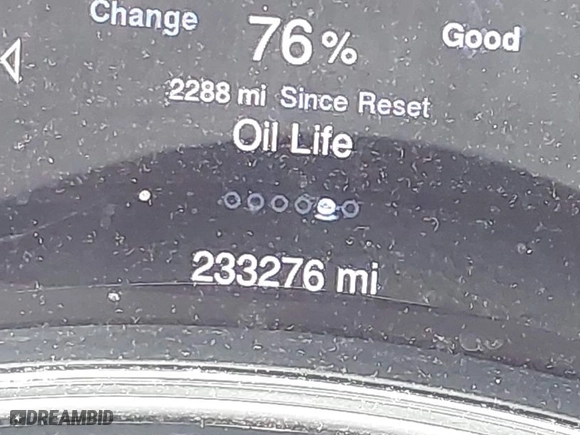 Change 76% Good
2288 mi Since Reset
Oil Life
233276 mi
DREAMBID